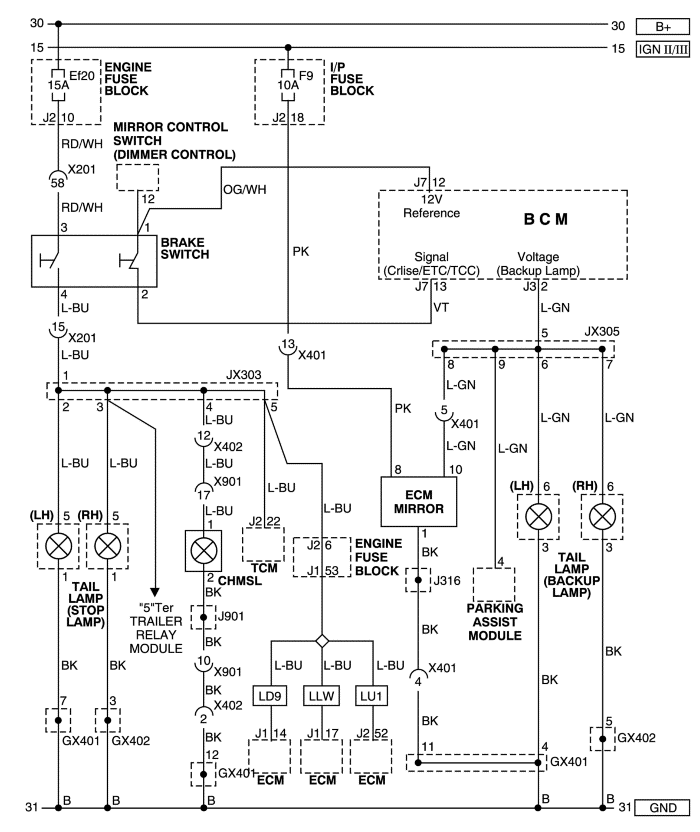 30
30
B+
15
15
IGN II/III
Ef20
15A
J2 10
ENGINE
FUSE
BLOCK
F9
10A
J2 18
I/P
FUSE
BLOCK
RD/WH
X201
58
RD/WH
MIRROR CONTROL
SWITCH
(DIMMER CONTROL)
12
OG/WH
J7 12
12V
Reference
BCM
Signal
(Crlise/ETC/TCC)
Voltage
(Backup Lamp)
J7 13
J3 2
3
1
BRAKE
SWITCH
PK
4
2
L-BU
VT
L-GN
15
X201
L-BU
13
X401
5
JX305
8
9
6
7
1
JX303
2
3
4
5
L-BU
12
X402
L-BU
X901
17
L-BU
L-BU
L-BU
L-BU
L-BU
PK
L-GN
5
X401
L-GN
L-GN
L-GN
L-GN
8
10
ECM
MIRROR
1
(LH)
5
(RH)
5
1
1
TAIL
LAMP
(STOP
LAMP)
1
2
CHMSL
J2 22
TCM
J2 6
J1 53
ENGINE
FUSE
BLOCK
(LH)
6
(RH)
6
3
3
TAIL
LAMP
(BACKUP
LAMP)
BK
J316
4
PARKING
ASSIST
MODULE
"5"Ter
TRAILER
RELAY
MODULE
BK
J901
BK
10
X901
BK
X402
2
BK
12
GX401
L-BU
L-BU
L-BU
LD9
LLW
LU1
J1 14
J1 17
J2 52
ECM
ECM
ECM
BK
X401
4
BK
11
4
GX401
BK
BK
5
GX402
BK
BK
7
3
GX401
GX402
31
B
B
B
B
B
31
GND